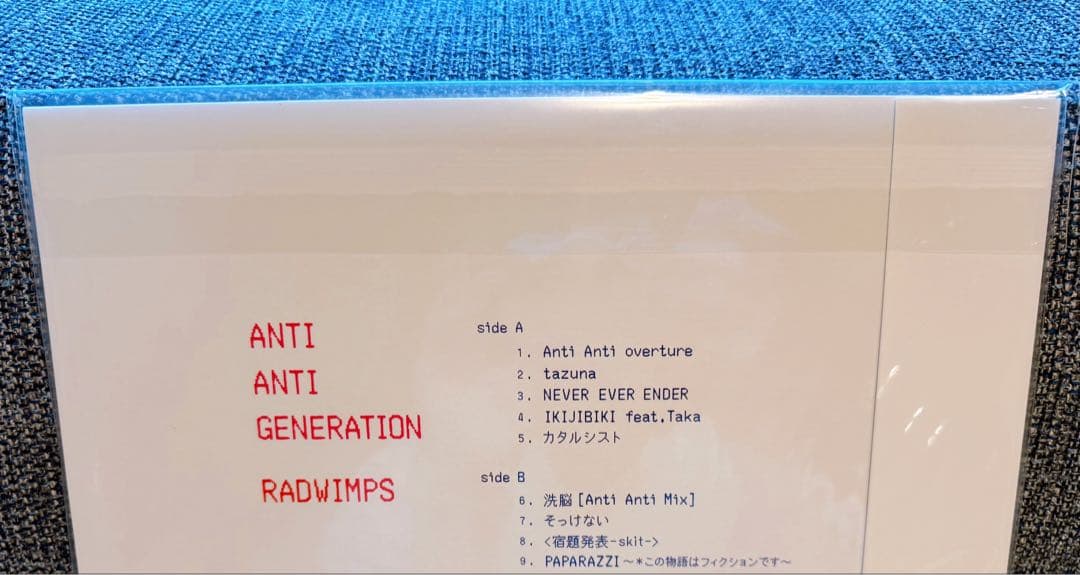 ANTI
ANTI
GENERATION
RADWIMPS
side A
1. Anti Anti overture
2. tazuna
3. NEVER EVER ENDER
4. IKIJIBIKI feat.Taka
5. カタルシスト
side B
6. 洗脳 [Anti Anti Mix]
7. そっけない
8. <宿題発表-skit->
9. PAPARAZZI〜*この物語はフィクションです〜